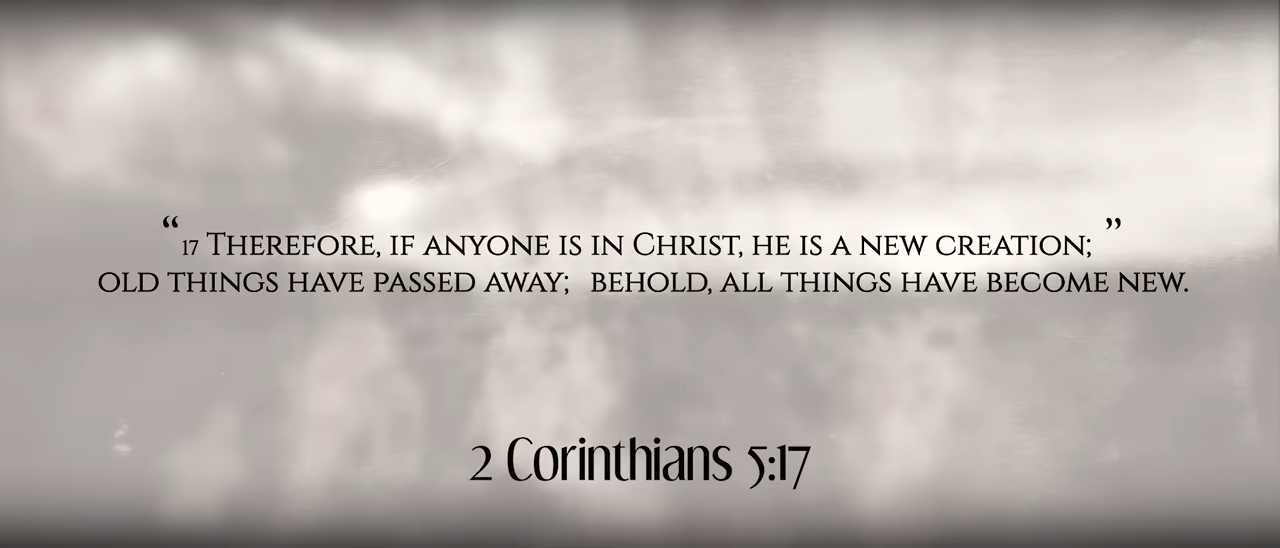 “17 Therefore, if anyone is in Christ, he is a new creation; ”
old things have passed away; behold, all things have become new.
2 Corinthians 5:17